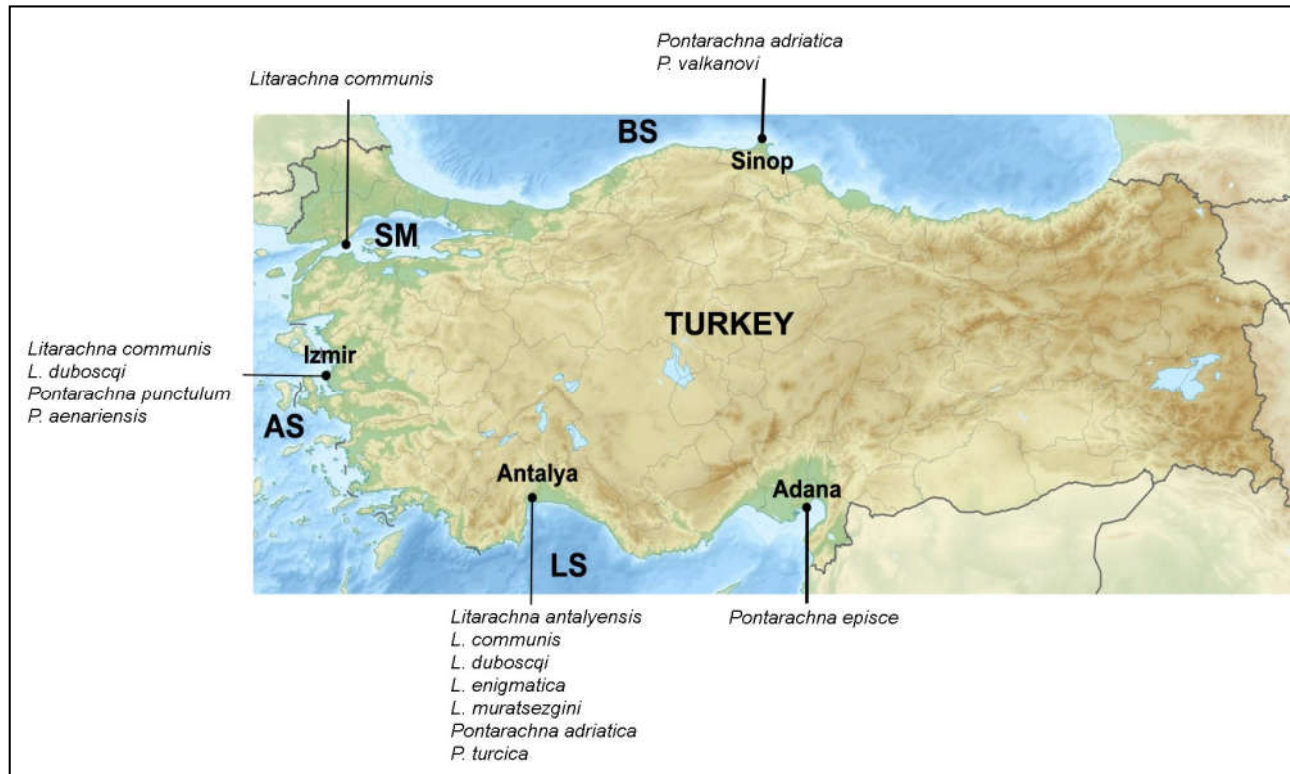 Pontarachna adriatica
P. valkanovi
Litarachna communis
BS
Sinop
SM
TURKEY
Litarachna communis
L. duboscqi
Pontarachna punctulum
P. aenariensis
Izmir
AS
Antalya
Adana
LS
Litarachna antalyensis
L. communis
L. duboscqi
L. enigmatica
L. muratsezgini
Pontarachna adriatica
P. turcica
Pontarachna episce